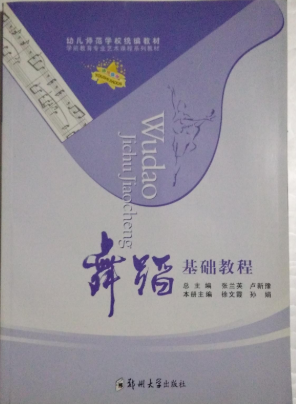 幼儿师范学校统编教材
学前教育专业艺术课程系列教材
Wudao
Jichu Jiaocheng
舞蹈
基础教程
总主编 张兰英 卢新豫
本册主编 徐文蓉 孙娟
郑州大学出版社